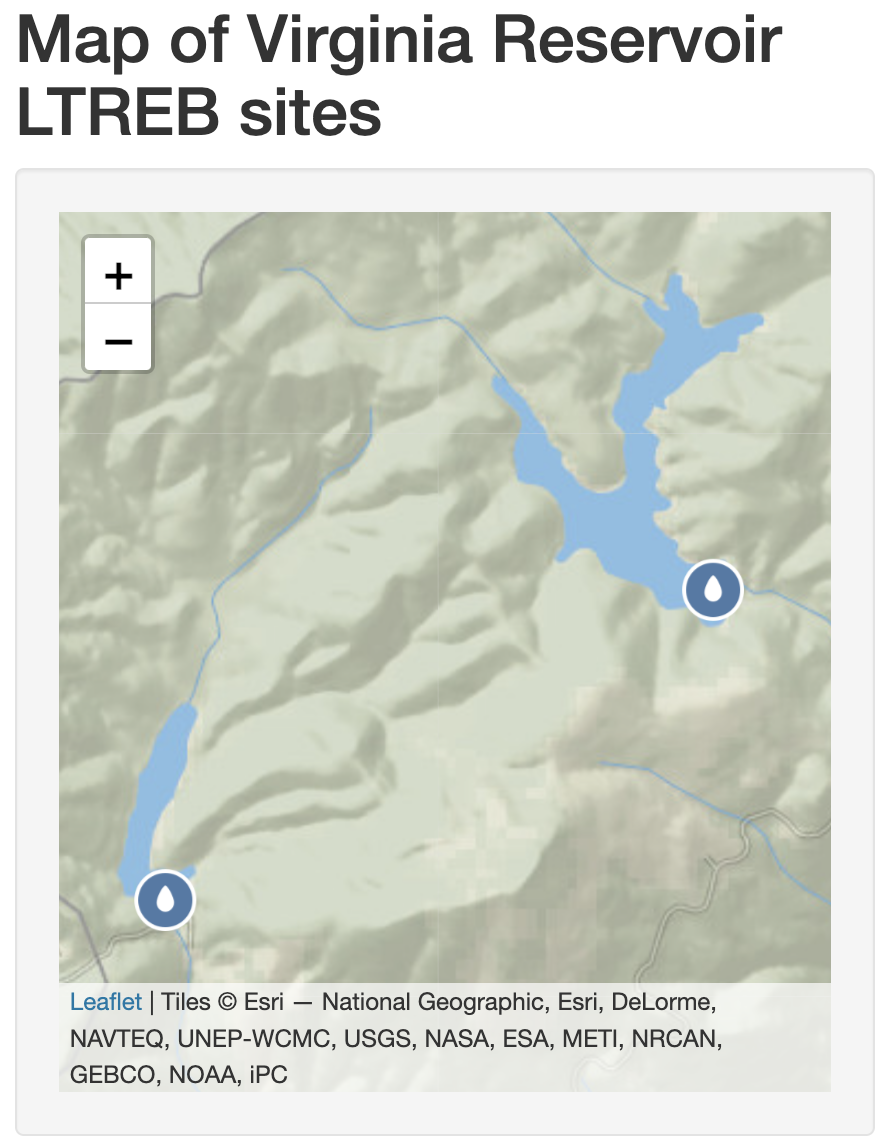 Map of Virginia Reservoir
LTREB sites
+
−
Leaflet | Tiles © Esri — National Geographic, Esri, DeLorme,
NAVTEQ, UNEP-WCMC, USGS, NASA, ESA, METI, NRCAN,
GEBCO, NOAA, iPC